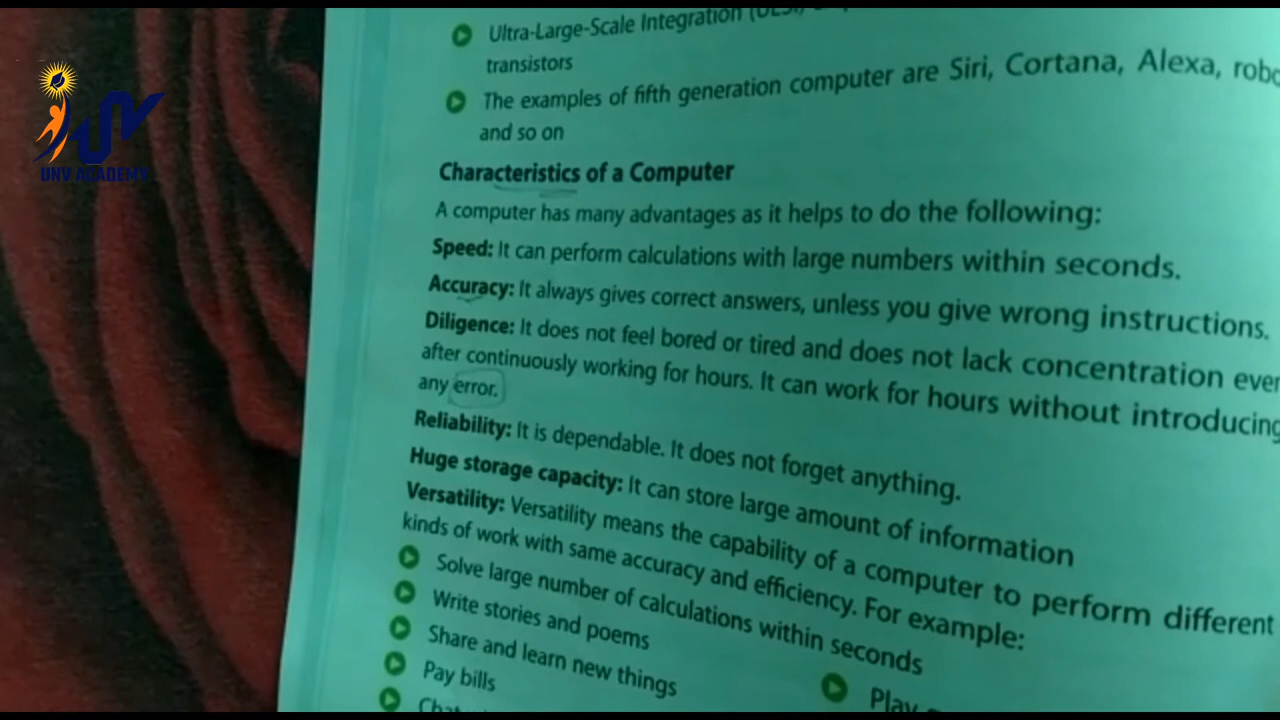 UNV ACADEMY
Ultra-Large-Scale Integration
transistors
The examples of fifth generation computer are Siri, Cortana, Alexa,
and so on
Characteristics of a Computer
A computer has many advantages as it helps to do the following:
Speed: It can perform calculations with large numbers within seconds.
Accuracy: It always gives correct answers, unless you give wrong instructions.
Diligence: It does not feel bored or tired and does not lack concentration
after continuously working for hours. It can work for hours without introducing
any error.
Reliability: It is dependable. It does not forget anything.
Huge storage capacity: It can store large amount of information
Versatility: Versatility means the capability of a computer to perform different
kinds of work with same accuracy and efficiency. For example:
Solve large number of calculations within seconds
Write stories and poems
Share and learn new things
Pay bills
Play